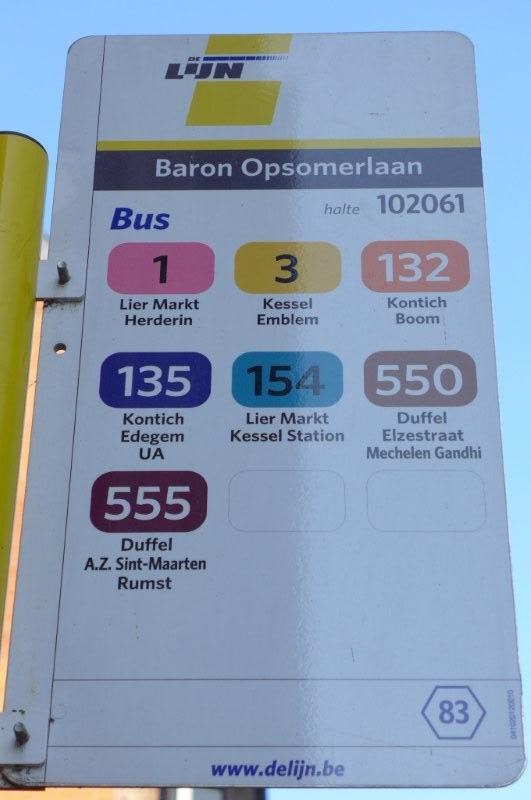 DE
LIJN
Baron Opsomerlaan
Bus
halte 102061
1
Lier Markt
Herderin
3
Kessel
Emblem
132
Kontich
Boom
135
Kontich
Edegem
UA
154
Lier Markt
Kessel Station
550
Duffel
Elzestraat
Mechelen Gandhi
555
Duffel
A.Z. Sint-Maarten
Rumst
83
www.delijn.be